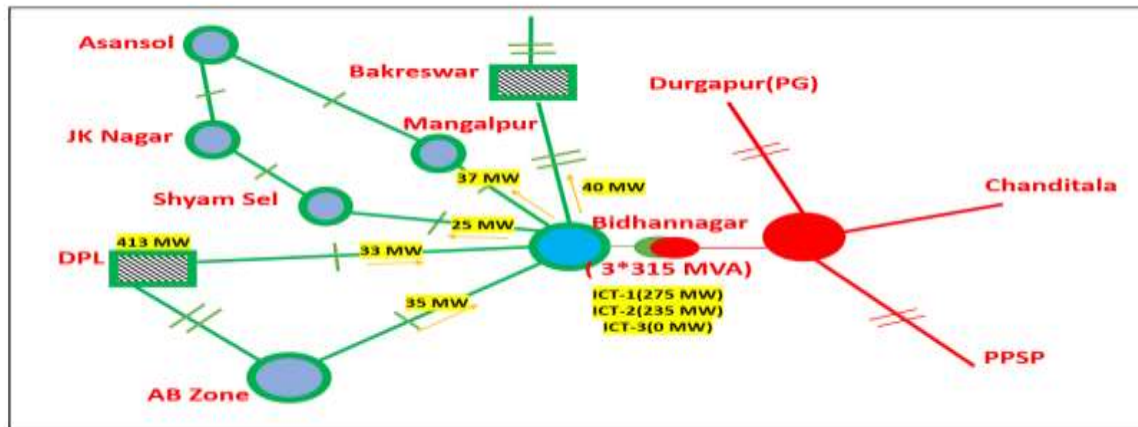 Asansol
Bakreswar
Durgapur(PG)
JK Nagar
Mangalpur
37 MW
40 MW
Chanditala
Shyam Sel
25 MW
Bidhannagar
413 MW
DPL
33 MW
( 3*315 MVA)
ICT-1(275 MW)
ICT-2(235 MW)
ICT-3(0 MW)
35 MW
PPSP
AB Zone